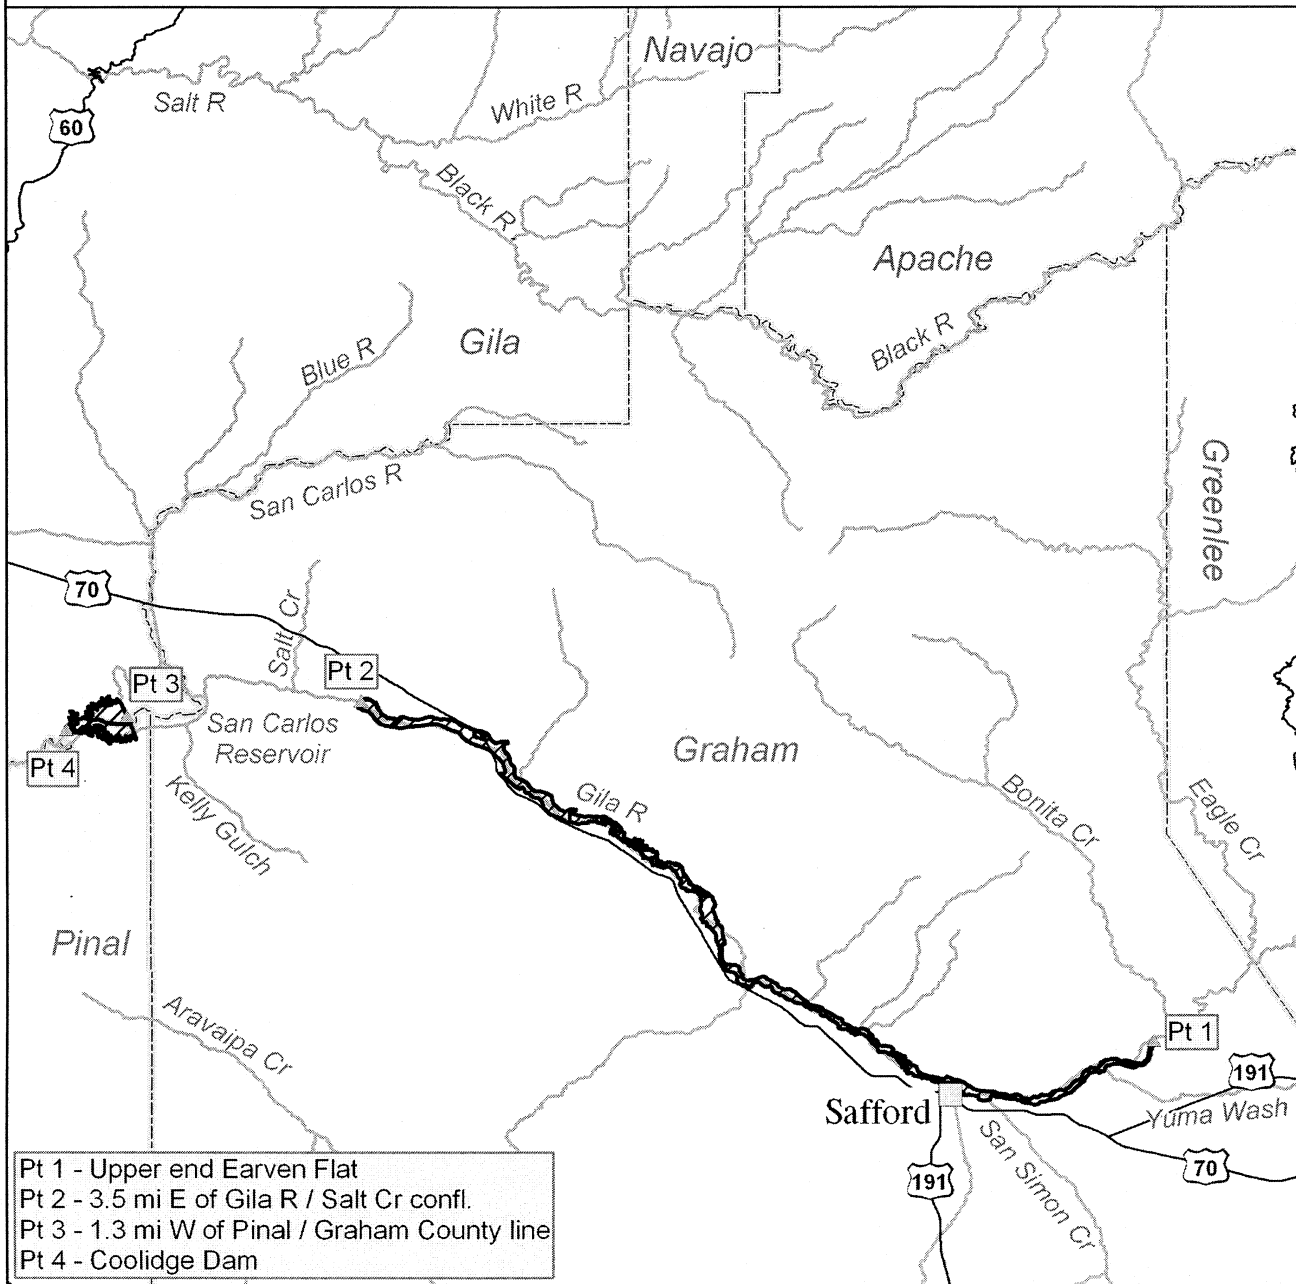 Navajo
Salt R
White R
60
Black R
Apache
Gila
Blue R
Black R
San Carlos R
Greenlee
70
Salt Cr
Pt 2
Pt 3
San Carlos
Reservoir
Pt 4
Graham
Gila R
Kelly Gulch
Bonita Cr
Eagle Cr
Pinal
Aravaipa Cr
Pt 1
191
Safford
Yuma Wash
San Simon Cr
70
191
Pt 1 - Upper end Earven Flat
Pt 2 - 3.5 mi E of Gila R / Salt Cr confl.
Pt 3 - 1.3 mi W of Pinal / Graham County line
Pt 4 - Coolidge Dam